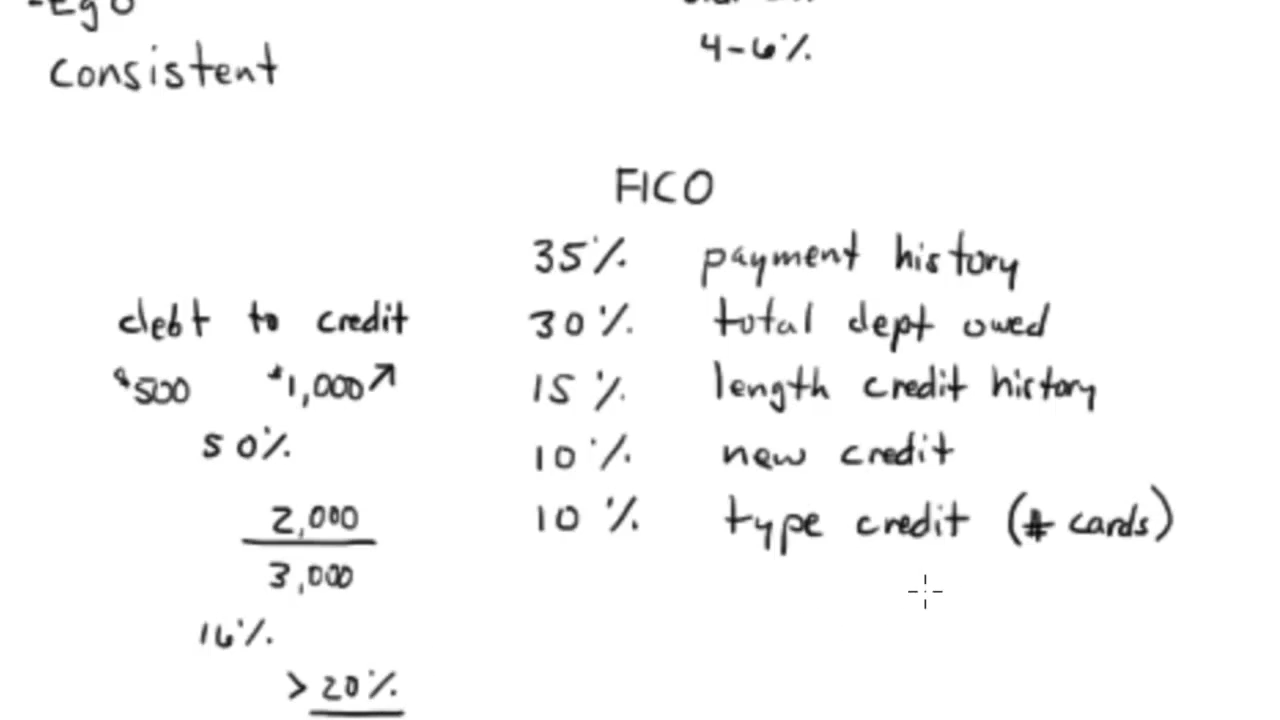 -Ego
consistent
4-6%
FICO
35% payment history
30% total dept owed
15% length credit history
10% new credit
10% type credit (# cards)
debt to credit
$500 $1,000↗
50%
2,000
3,000
16%
>20%